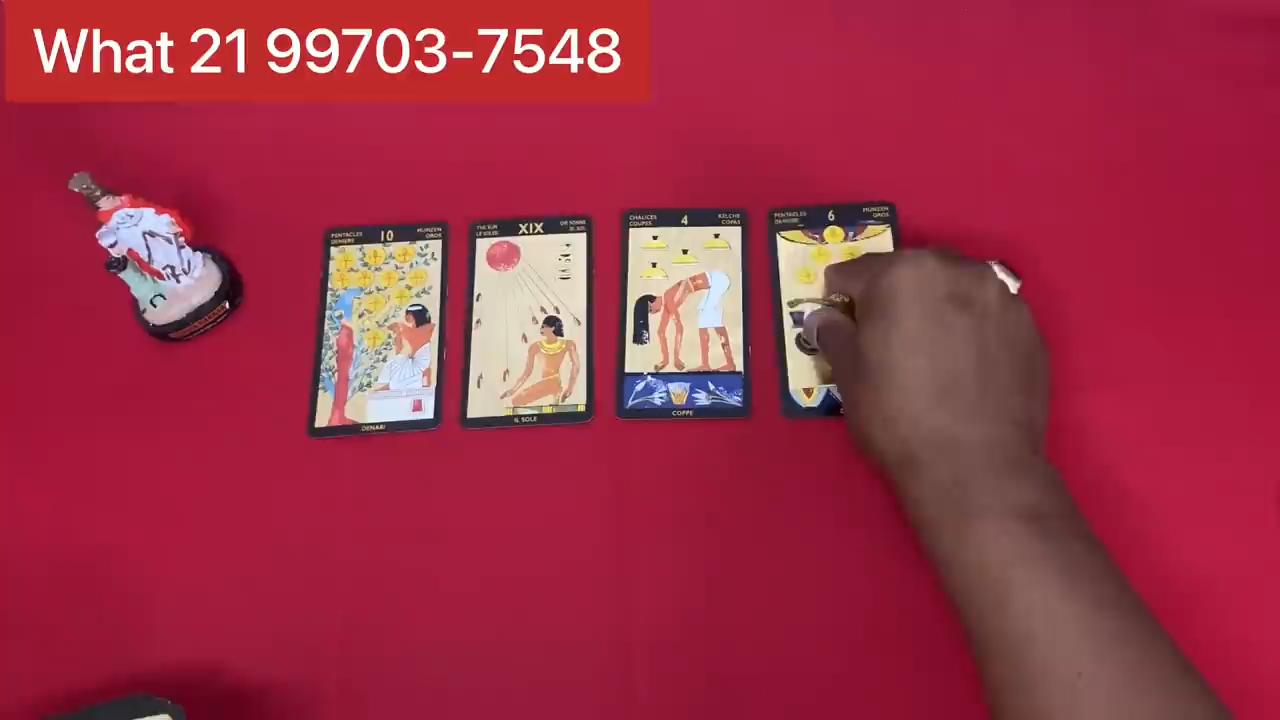 What 21 99703-7548
PENTACLES
DENIERS
10
MUNZEN
OROS
DENARI
THE SUN
LE SOLEIL
XIX
DIE SONNE
EL SOL
IL SOLE
CHALICES
COUPES
4
KELCHE
COPAS
COPPE
PENTACLES
DENIERS
6
MUNZEN
OROS